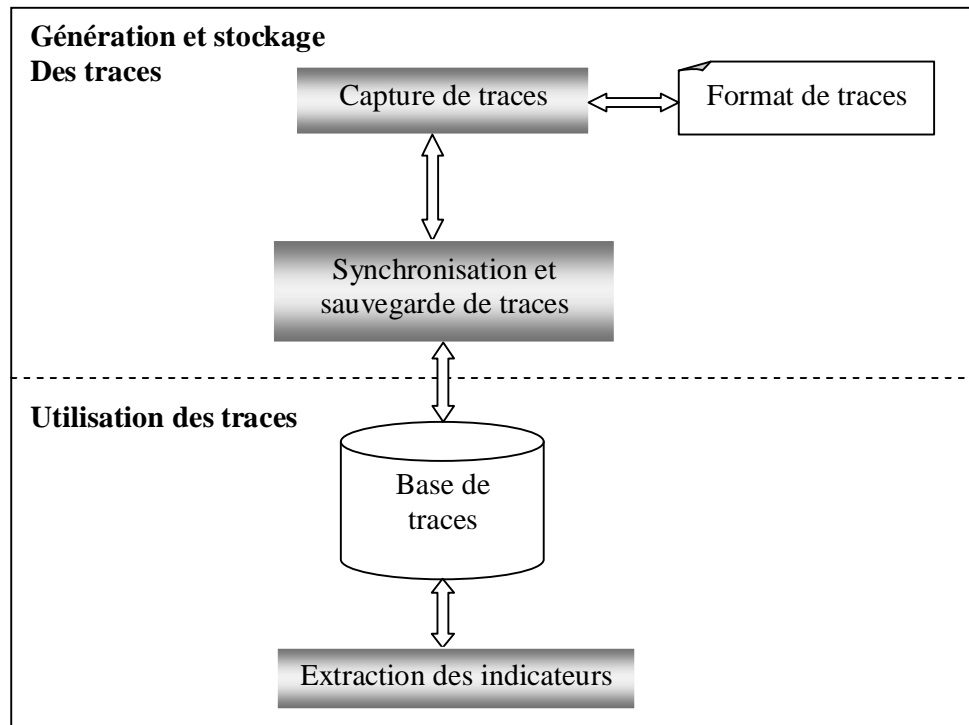 Génération et stockage
Des traces
Capture de traces
Format de traces
Synchronisation et
sauvegarde de traces
Utilisation des traces
Base de
traces
Extraction des indicateurs